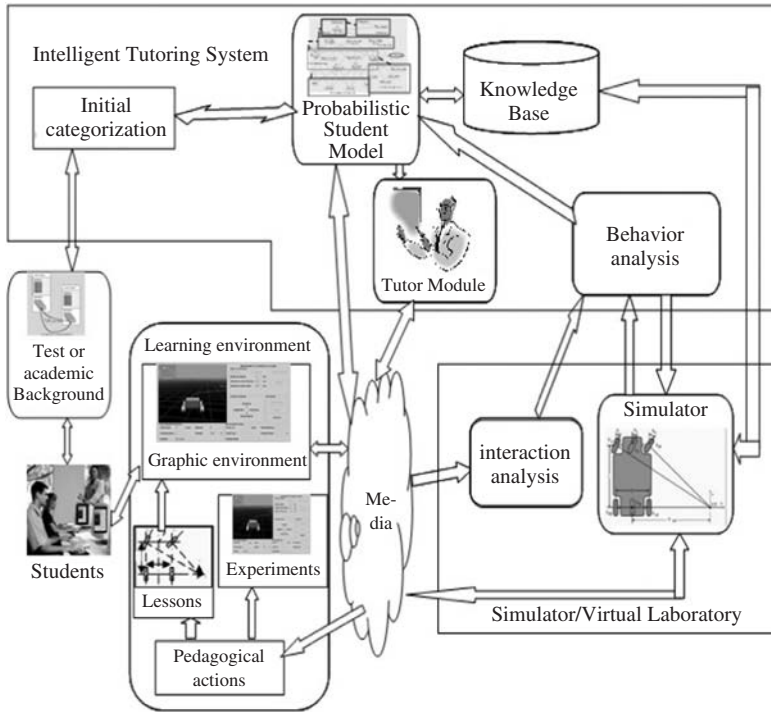 Intelligent Tutoring System
Initial
categorization
Probabilistic
Student
Model
Knowledge
Base
Tutor Module
Behavior
analysis
Test or
academic
Background
Students
Learning environment
Graphic environment
Lessons
Experiments
Pedagogical
actions
Me-
dia
interaction
analysis
Simulator
Simulator/Virtual Laboratory